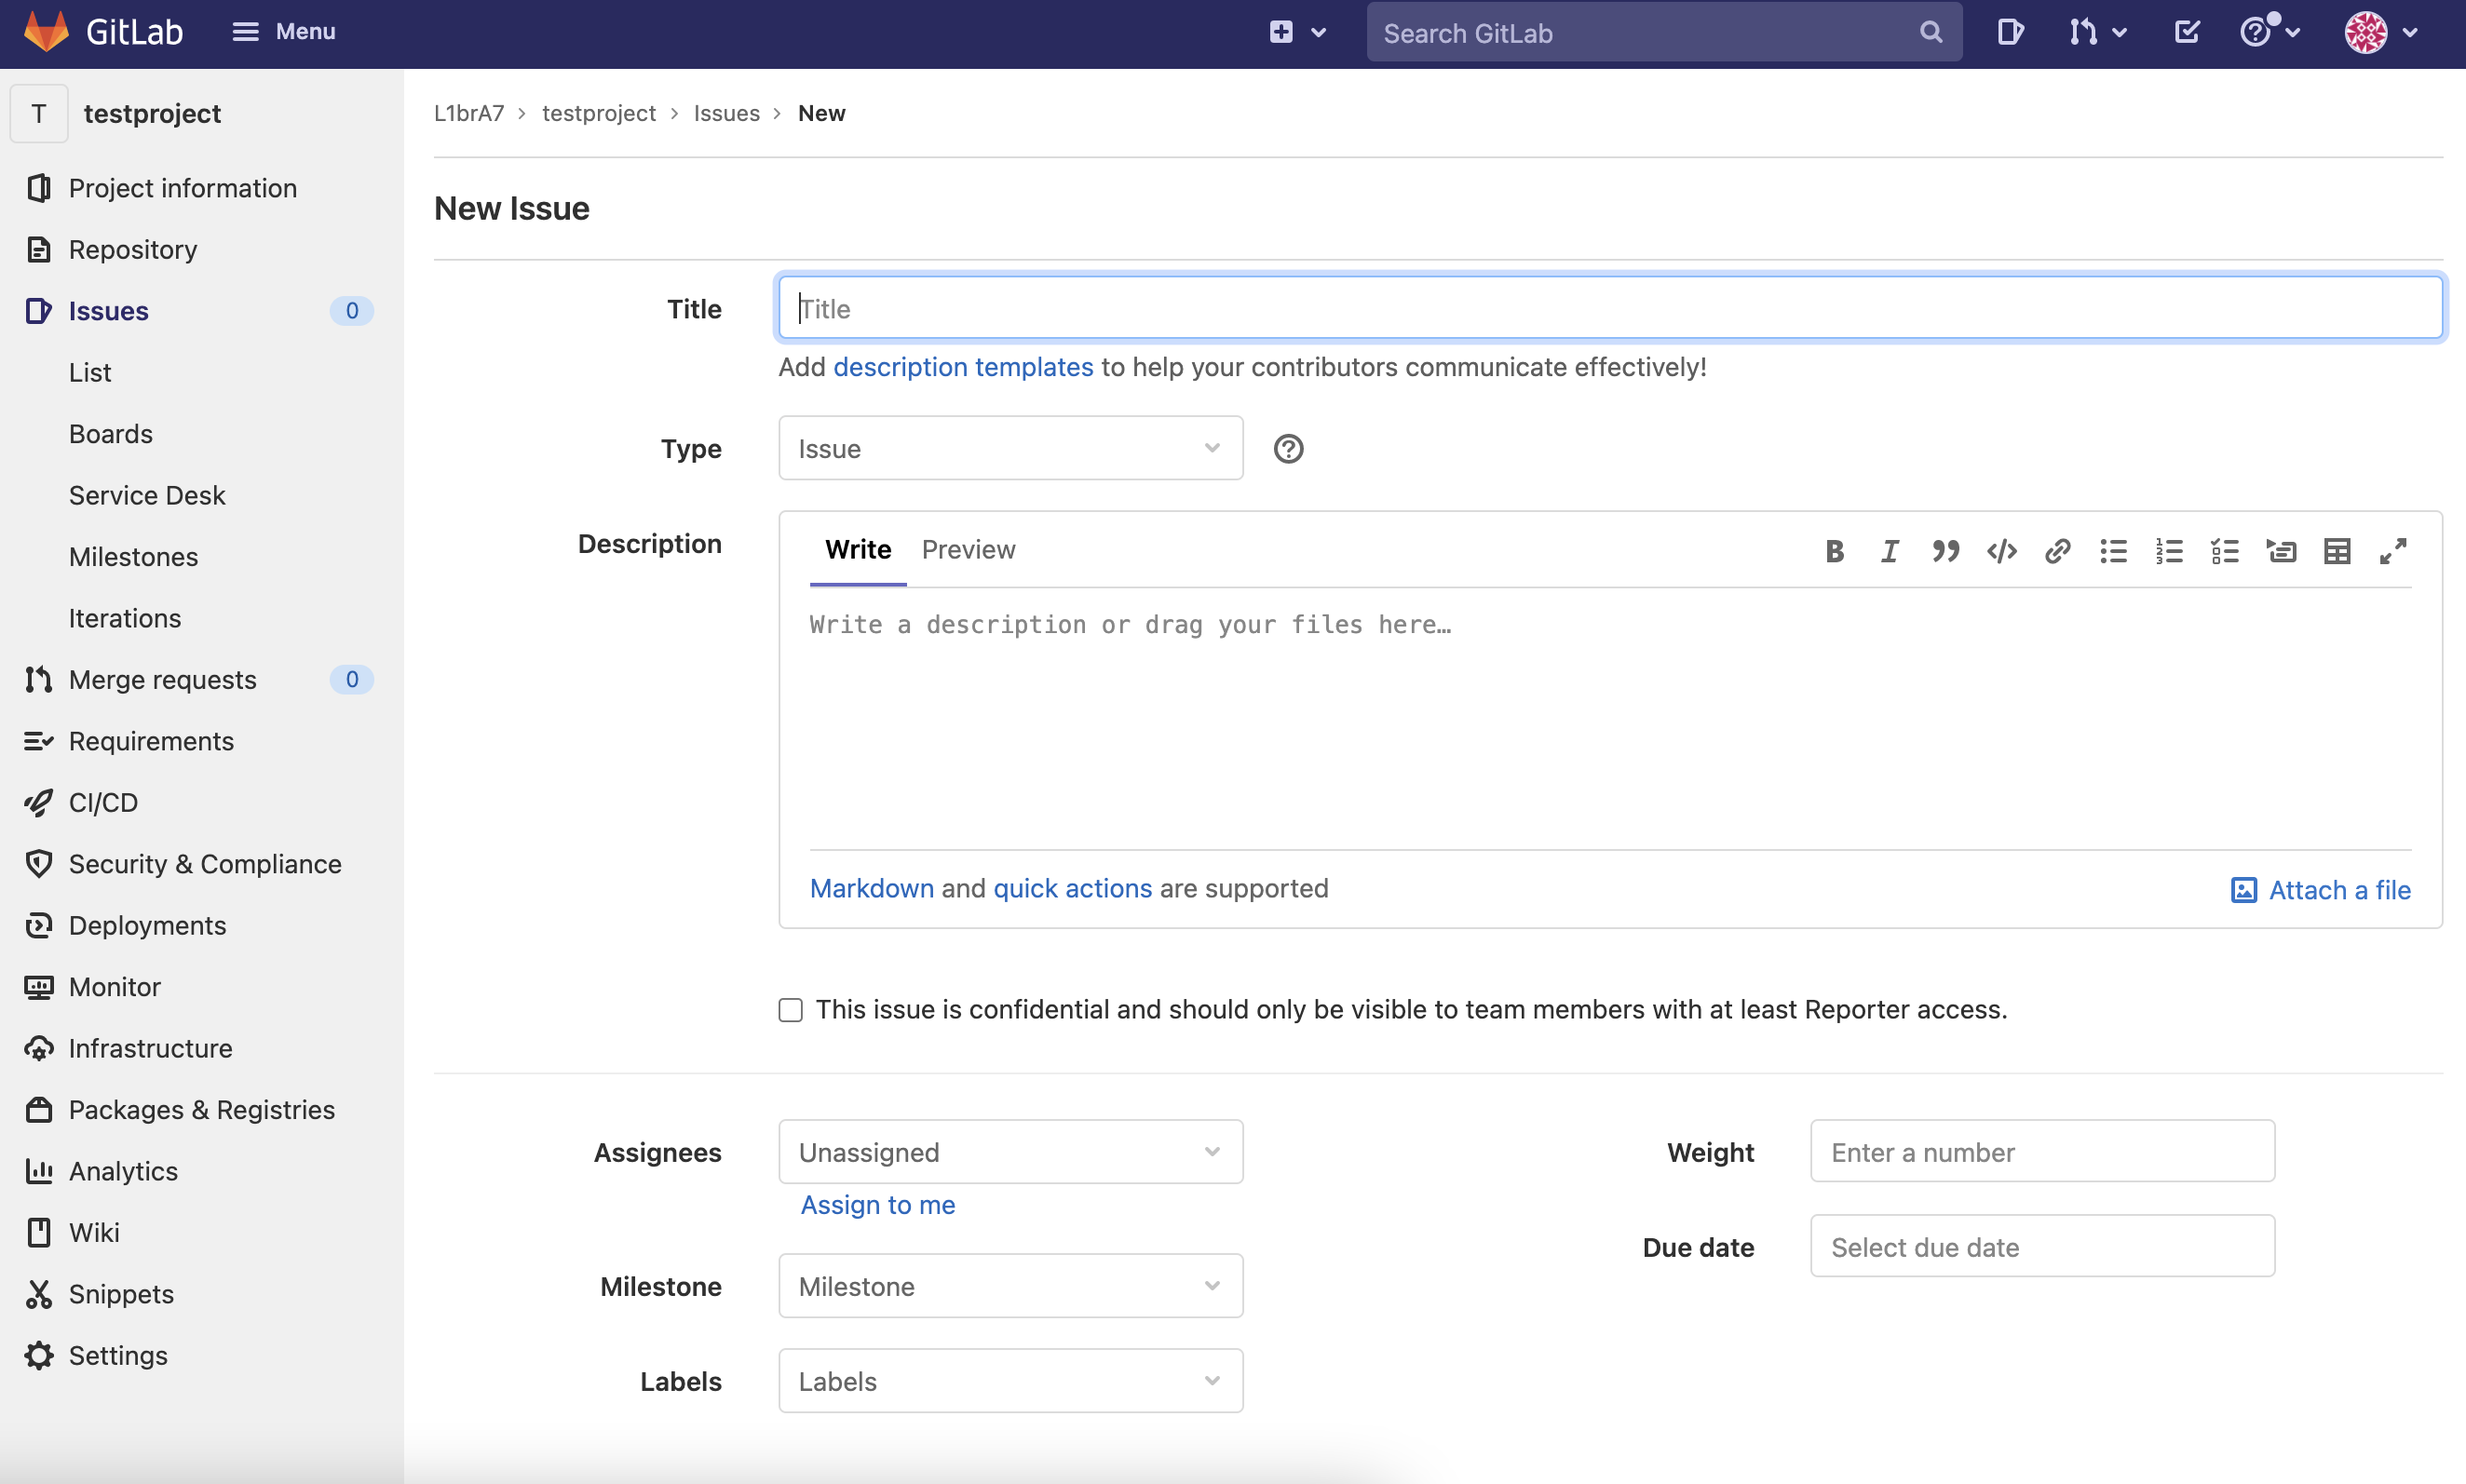 GitLab
Menu
Search GitLab
T
testproject
Project information
Repository
Issues
0
List
Boards
Service Desk
Milestones
Iterations
Merge requests
0
Requirements
CI/CD
Security & Compliance
Deployments
Monitor
Infrastructure
Packages & Registries
Analytics
Wiki
Snippets
Settings
L1brA7 > testproject > Issues > New
New Issue
Title
Title
Add description templates to help your contributors communicate effectively!
Type
Issue
Description
Write
Preview
Write a description or drag your files here…
Markdown and quick actions are supported
Attach a file
This issue is confidential and should only be visible to team members with at least Reporter access.
Assignees
Unassigned
Assign to me
Milestone
Milestone
Labels
Labels
Weight
Enter a number
Due date
Select due date